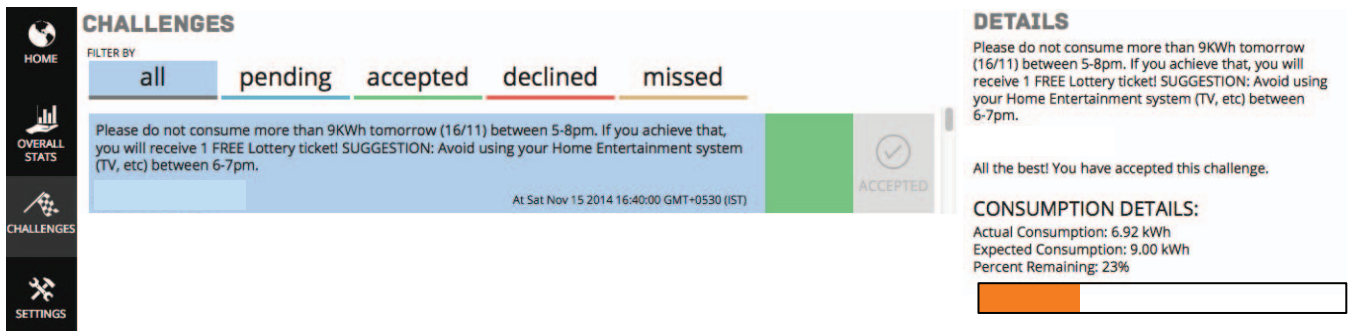 HOME
OVERALL
STATS
CHALLENGES
SETTINGS
CHALLENGES
FILTER BY
all pending accepted declined missed
Please do not consume more than 9KWh tomorrow (16/11) between 5-8pm. If you achieve that,
you will receive 1 FREE Lottery ticket! SUGGESTION: Avoid using your Home Entertainment system
(TV, etc) between 6-7pm.
At Sat Nov 15 2014 16:40:00 GMT+0530 (IST)
ACCEPTED
DETAILS
Please do not consume more than 9KWh tomorrow
(16/11) between 5-8pm. If you achieve that, you will
receive 1 FREE Lottery ticket! SUGGESTION: Avoid using
your Home Entertainment system (TV, etc) between
6-7pm.
All the best! You have accepted this challenge.
CONSUMPTION DETAILS:
Actual Consumption: 6.92 kWh
Expected Consumption: 9.00 kWh
Percent Remaining: 23%